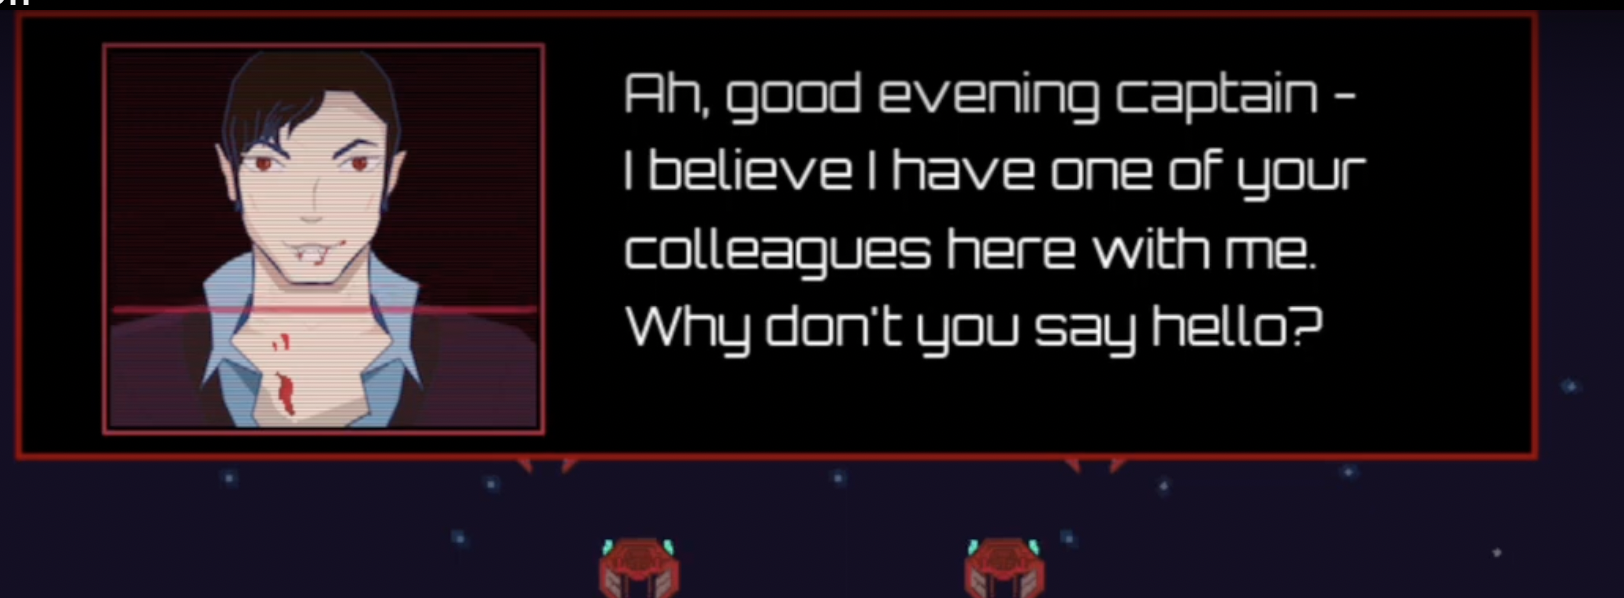 Ah, good evening captain -
I believe I have one of your
colleagues here with me.
Why don't you say hello?